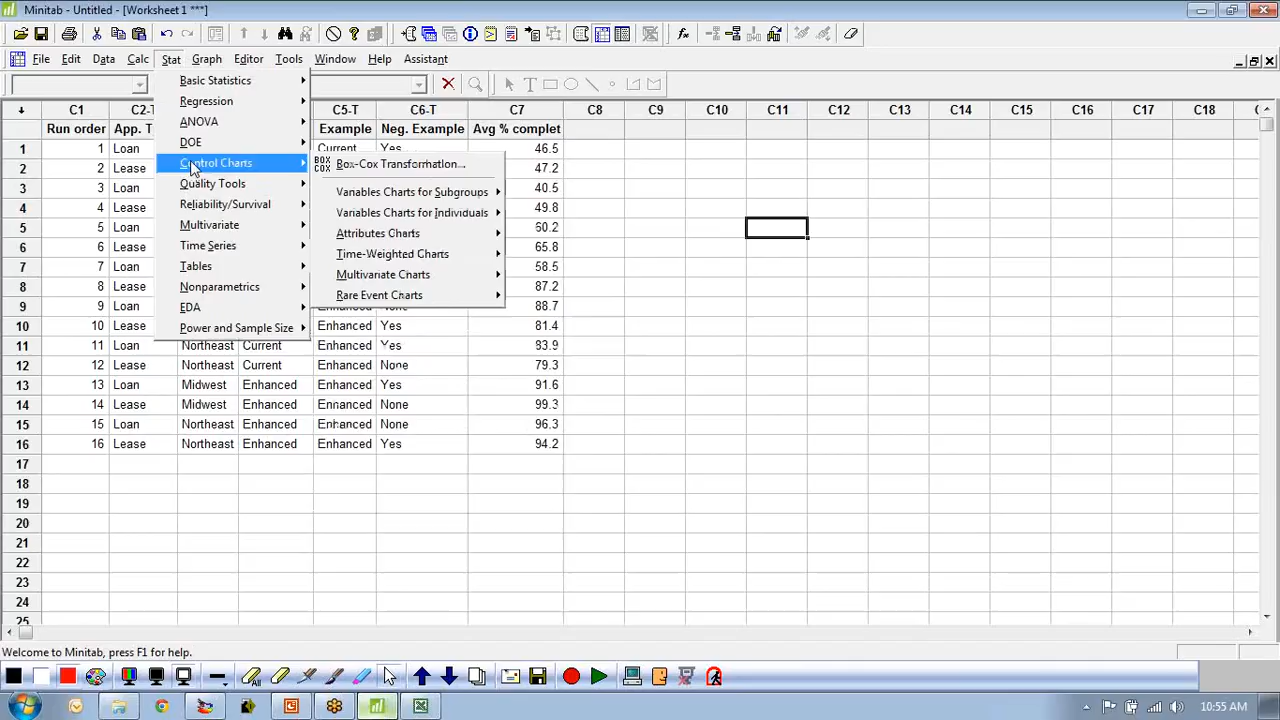 Minitab - Untitled - [Worksheet 1 ***]
File Edit Data Calc Stat Graph Editor Tools Window Help Assistant
C1 C2-T C5-T C6-T C7 C8 C9 C10 C11 C12 C13 C14 C15 C16 C17 C18
Run order App. T Example Neg. Example Avg % complet
Basic Statistics
Regression
ANOVA
DOE
Control Charts
Quality Tools
Reliability/Survival
Multivariate
Time Series
Tables
Nonparametrics
EDA
Power and Sample Size
BOX COX Box-Cox Transformation...
Variables Charts for Subgroups
Variables Charts for Individuals
Attributes Charts
Time-Weighted Charts
Multivariate Charts
Rare Event Charts
1 1 Loan Current Yes 46.5
2 2 Lease 47.2
3 3 Loan 40.5
4 4 Lease 49.8
5 5 Loan 60.2
6 6 Lease 65.8
7 7 Loan 58.5
8 8 Lease 87.2
9 9 Loan 88.7
10 10 Lease Enhanced Yes 81.4
11 11 Loan Northeast Current Enhanced Yes 83.9
12 12 Lease Northeast Current Enhanced None 79.3
13 13 Loan Midwest Enhanced Enhanced Yes 91.6
14 14 Lease Midwest Enhanced Enhanced None 99.3
15 15 Loan Northeast Enhanced Enhanced None 96.3
16 16 Lease Northeast Enhanced Enhanced Yes 94.2
17
18
19
20
21
22
23
24
25
Welcome to Minitab, press F1 for help.
All
10:55 AM